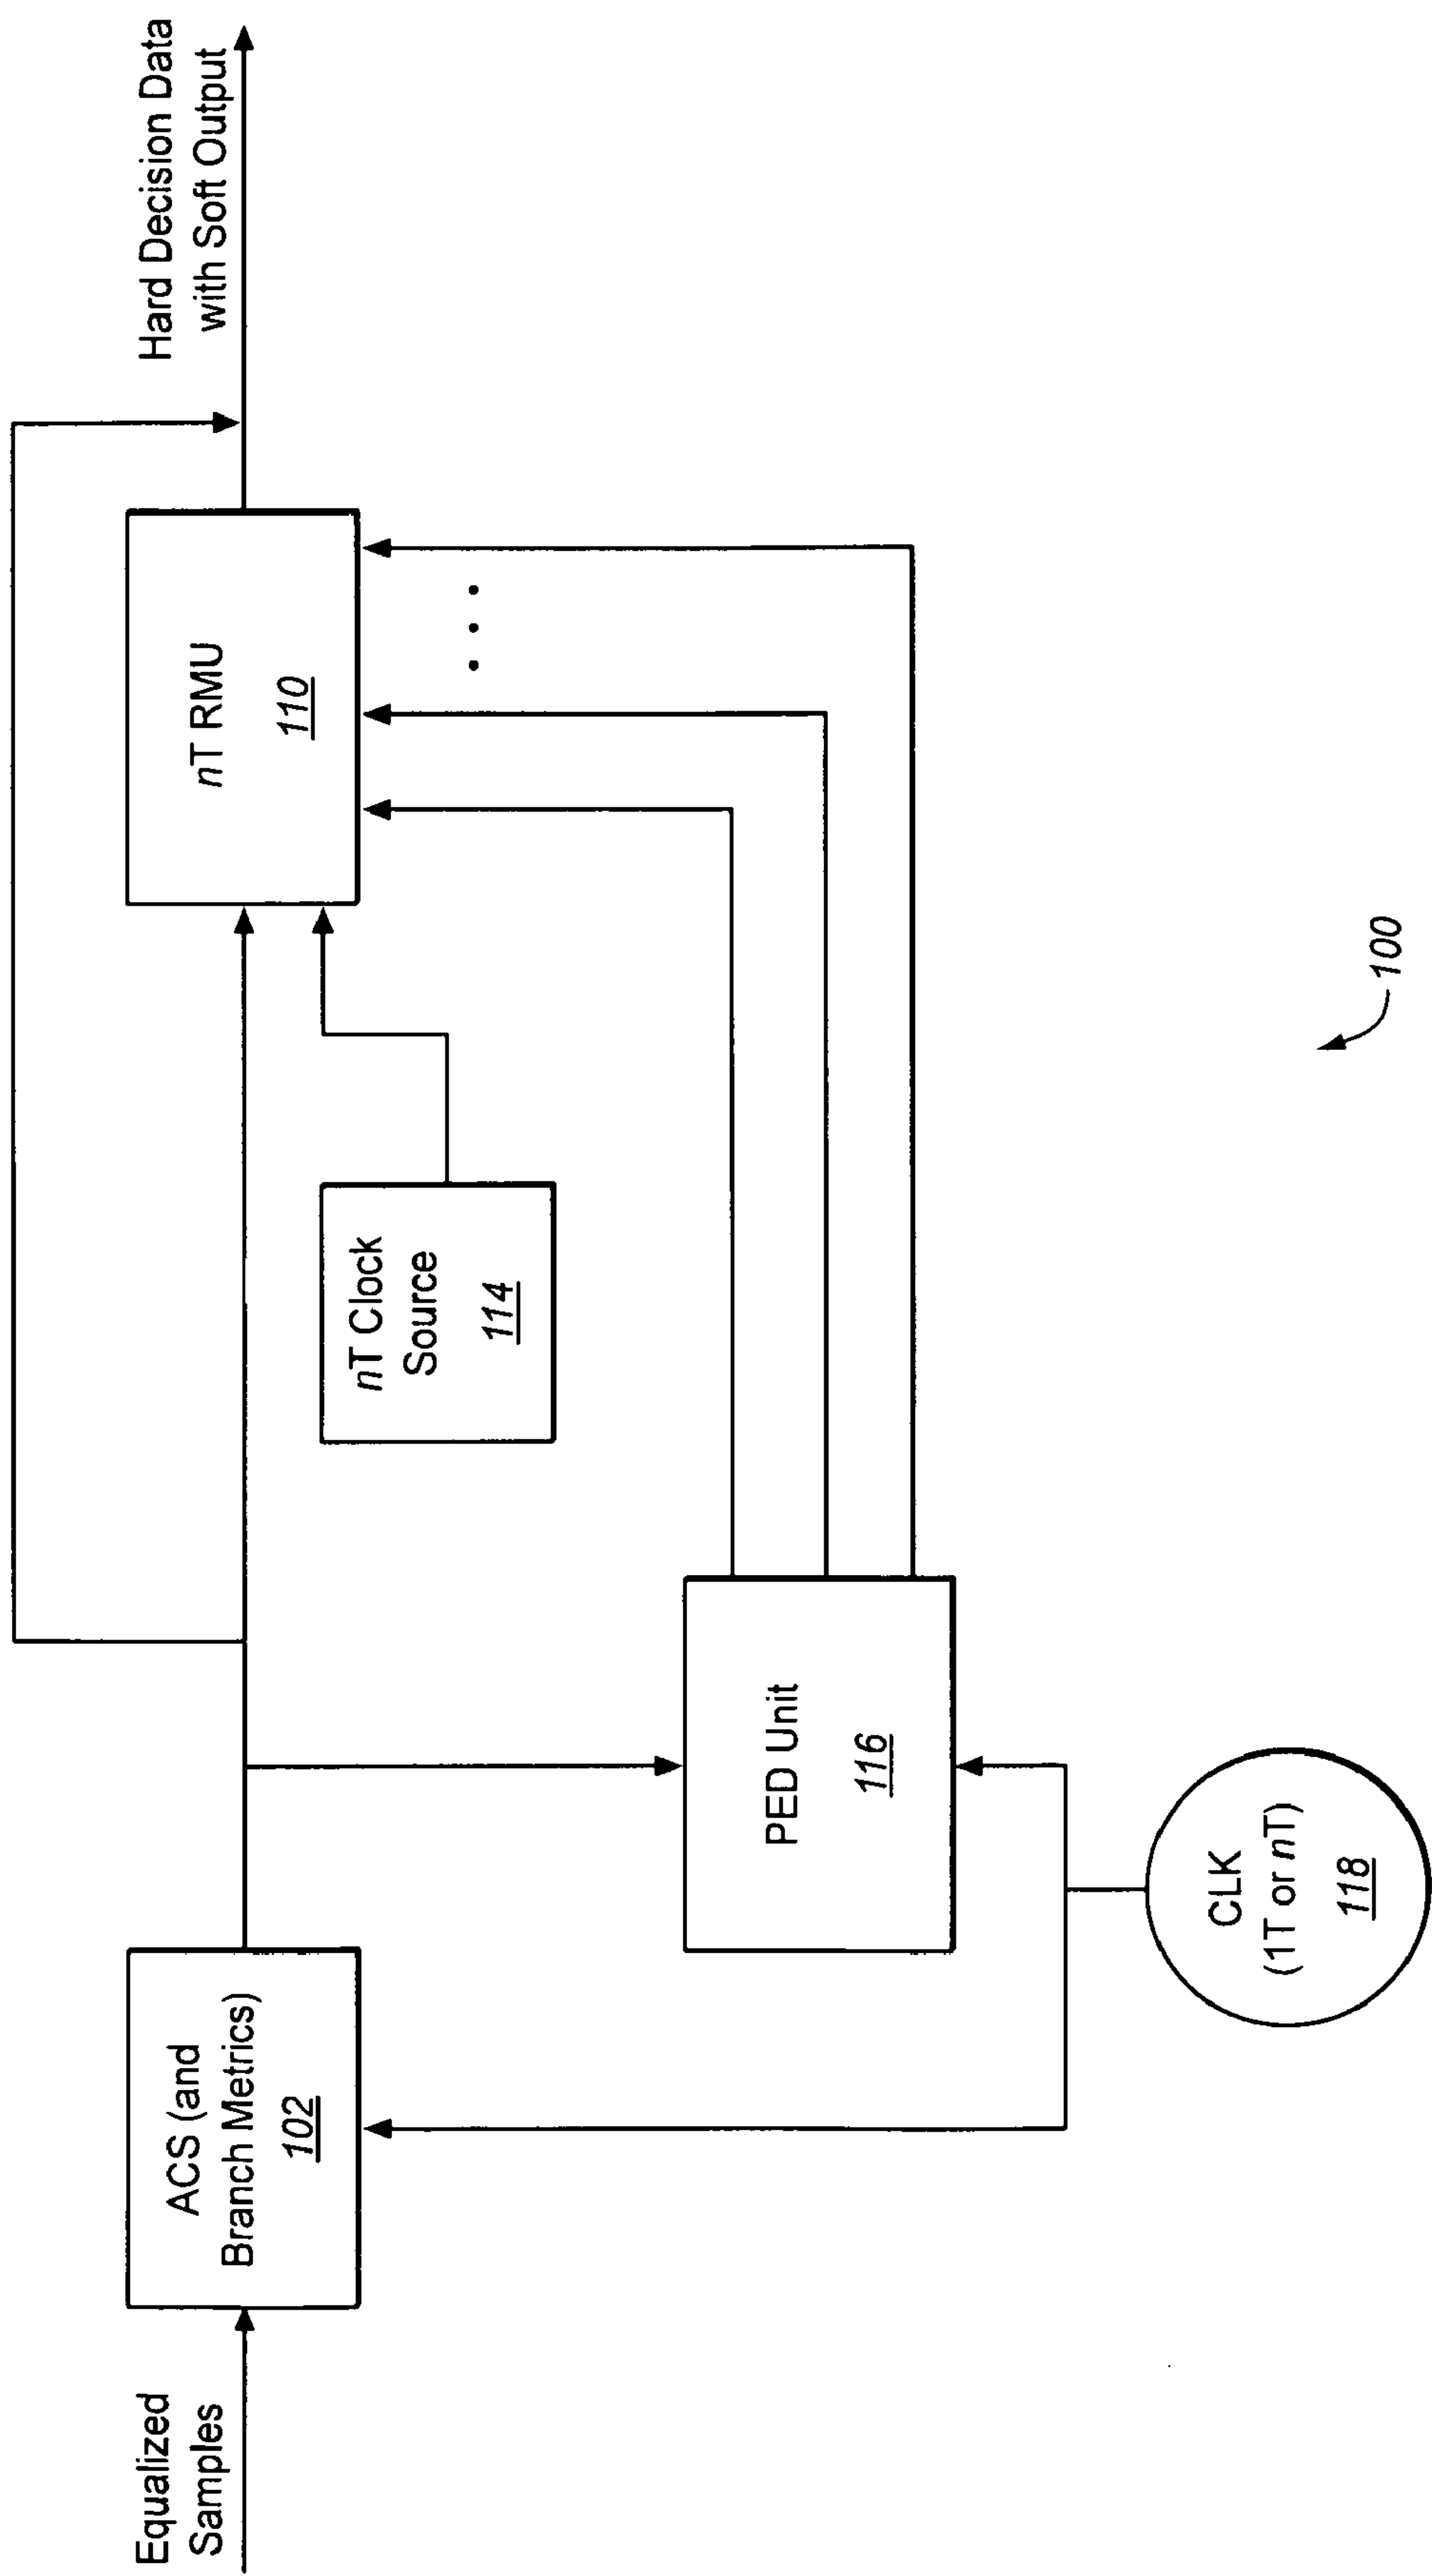 Equalized
Samples
ACS (and
Branch Metrics)
102
CLK
(1T or nT)
118
PED Unit
116
nT Clock
Source
114
nT RMU
110
• • •
Hard Decision Data
with Soft Output
100